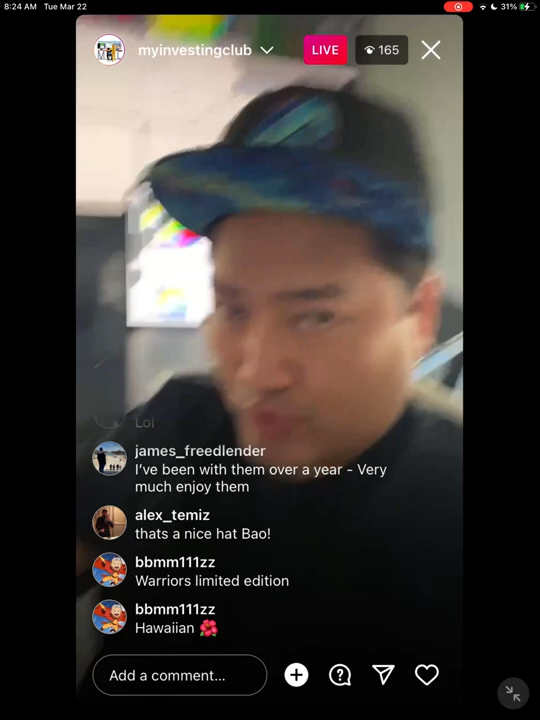 8:24 AM Tue Mar 22
31%
myinvestingclub
LIVE
165
Lol
james_freedlender
I've been with them over a year - Very
much enjoy them
alex_temiz
thats a nice hat Bao!
bbmm111zz
Warriors limited edition
bbmm111zz
Hawaiian 🌺
Add a comment...